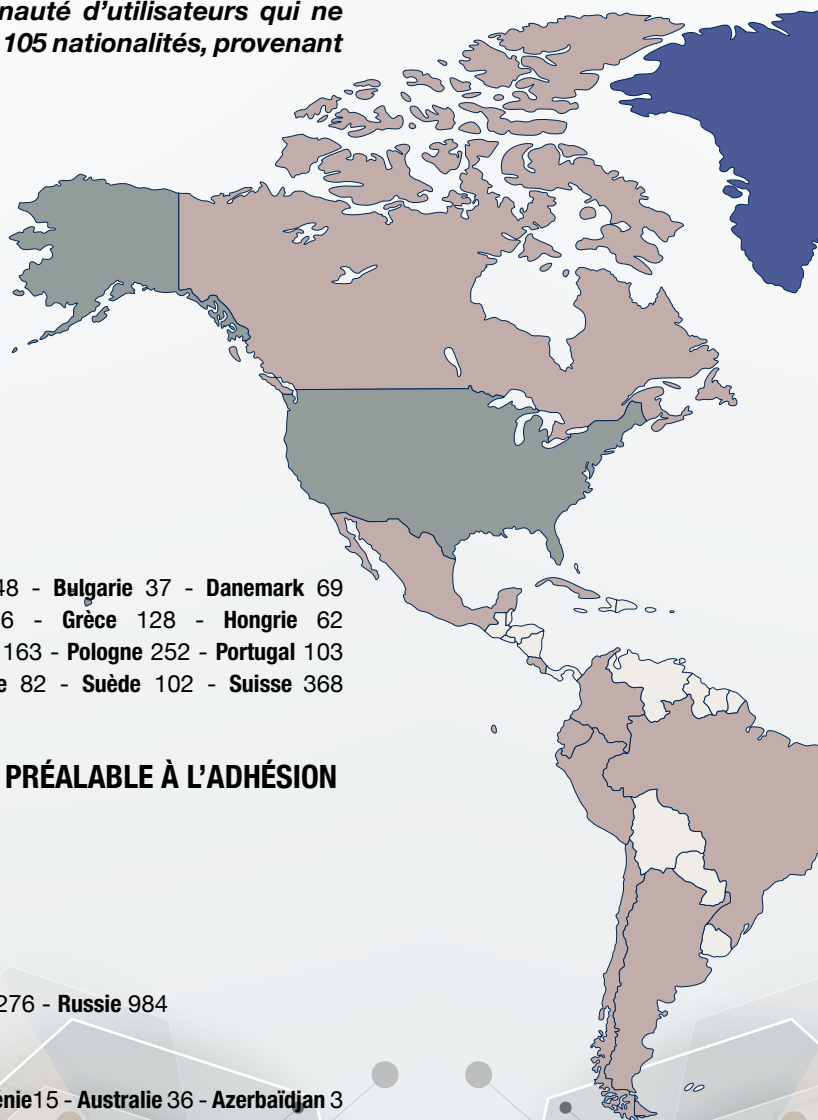 nauté d’utilisateurs qui ne
105 nationalités, provenant
48 - Bulgarie 37 - Danemark 69
6 - Grèce 128 - Hongrie 62
163 - Pologne 252 - Portugal 103
e 82 - Suède 102 - Suisse 368
PRÉALABLE À L’ADHÉSION
276 - Russie 984
énie15 - Australie 36 - Azerbaïdjan 3